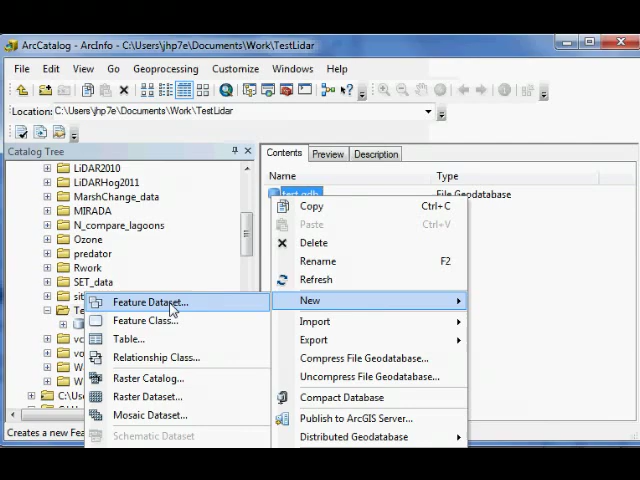 ArcCatalog - ArcInfo - C:\Users\jhp7e\Documents\Work\TestLidar
File Edit View Go Geoprocessing Customize Windows Help
Location: C:\Users\jhp7e\Documents\Work\TestLidar
Catalog Tree
Contents Preview Description
Name Type
LiDAR2010
LiDARHog2011
MarshChange_data
MIRADA
N_compare_lagoons
Ozone
predator
Rwork
SET_data
test.gdb File Geodatabase
Copy Ctrl+C
Paste Ctrl+V
Delete
Rename F2
Refresh
New
Import
Export
Compress File Geodatabase...
Uncompress File Geodatabase...
Compact Database
Publish to ArcGIS Server...
Distributed Geodatabase
Feature Dataset...
Feature Class...
Table...
Relationship Class...
Raster Catalog...
Raster Dataset...
Mosaic Dataset...
Schematic Dataset
C:\Us
Creates a new Fea